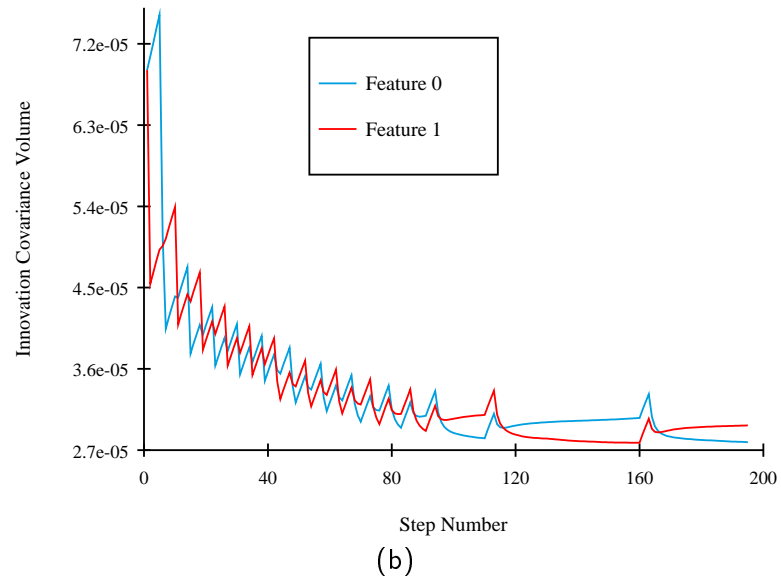 7.2e-05
6.3e-05
5.4e-05
4.5e-05
3.6e-05
2.7e-05
Innovation Covariance Volume
Feature 0
Feature 1
0 40 80 120 160 200
Step Number
(b)